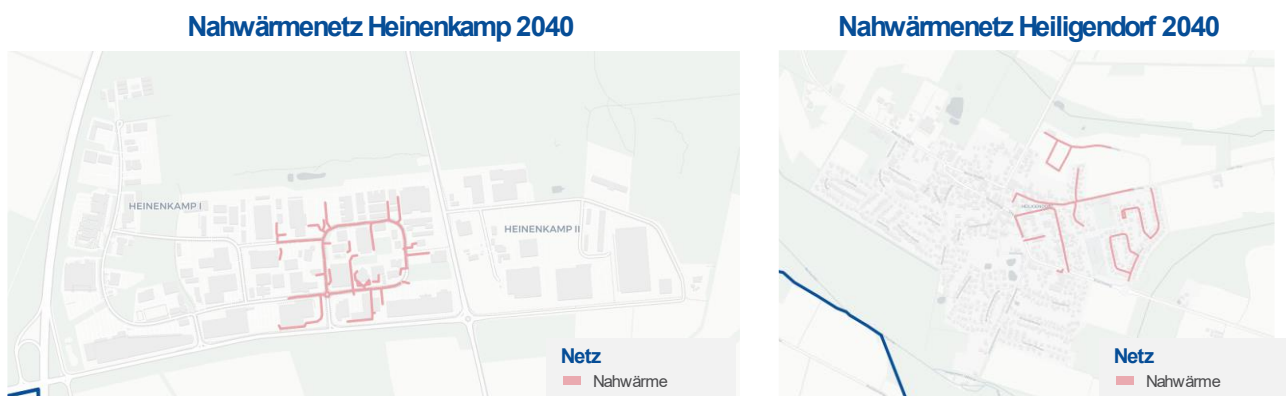 Nahwärmenetz Heinenkamp 2040
Nahwärmenetz Heiligendorf 2040
HEINENKAMP I
HEINENKAMP II
Netz
Nahwärme
Netz
Nahwärme